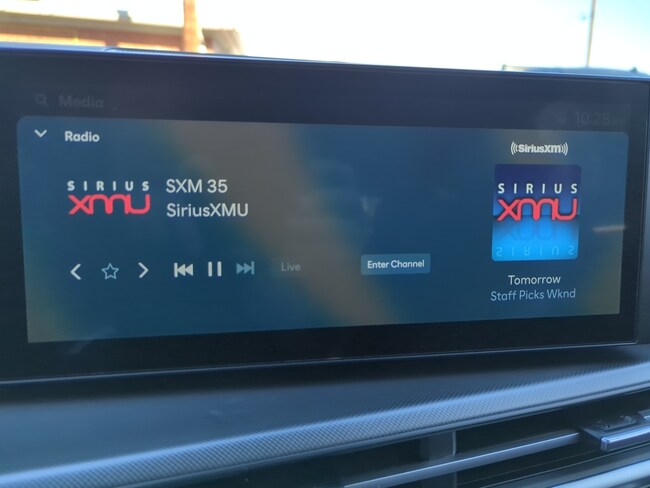 Media
Radio
((SiriusXM))
SIRIUS
xmu
SXM 35
SiriusXMU
SIRIUS
xmu
Live
Enter Channel
Tomorrow
Staff Picks Wknd